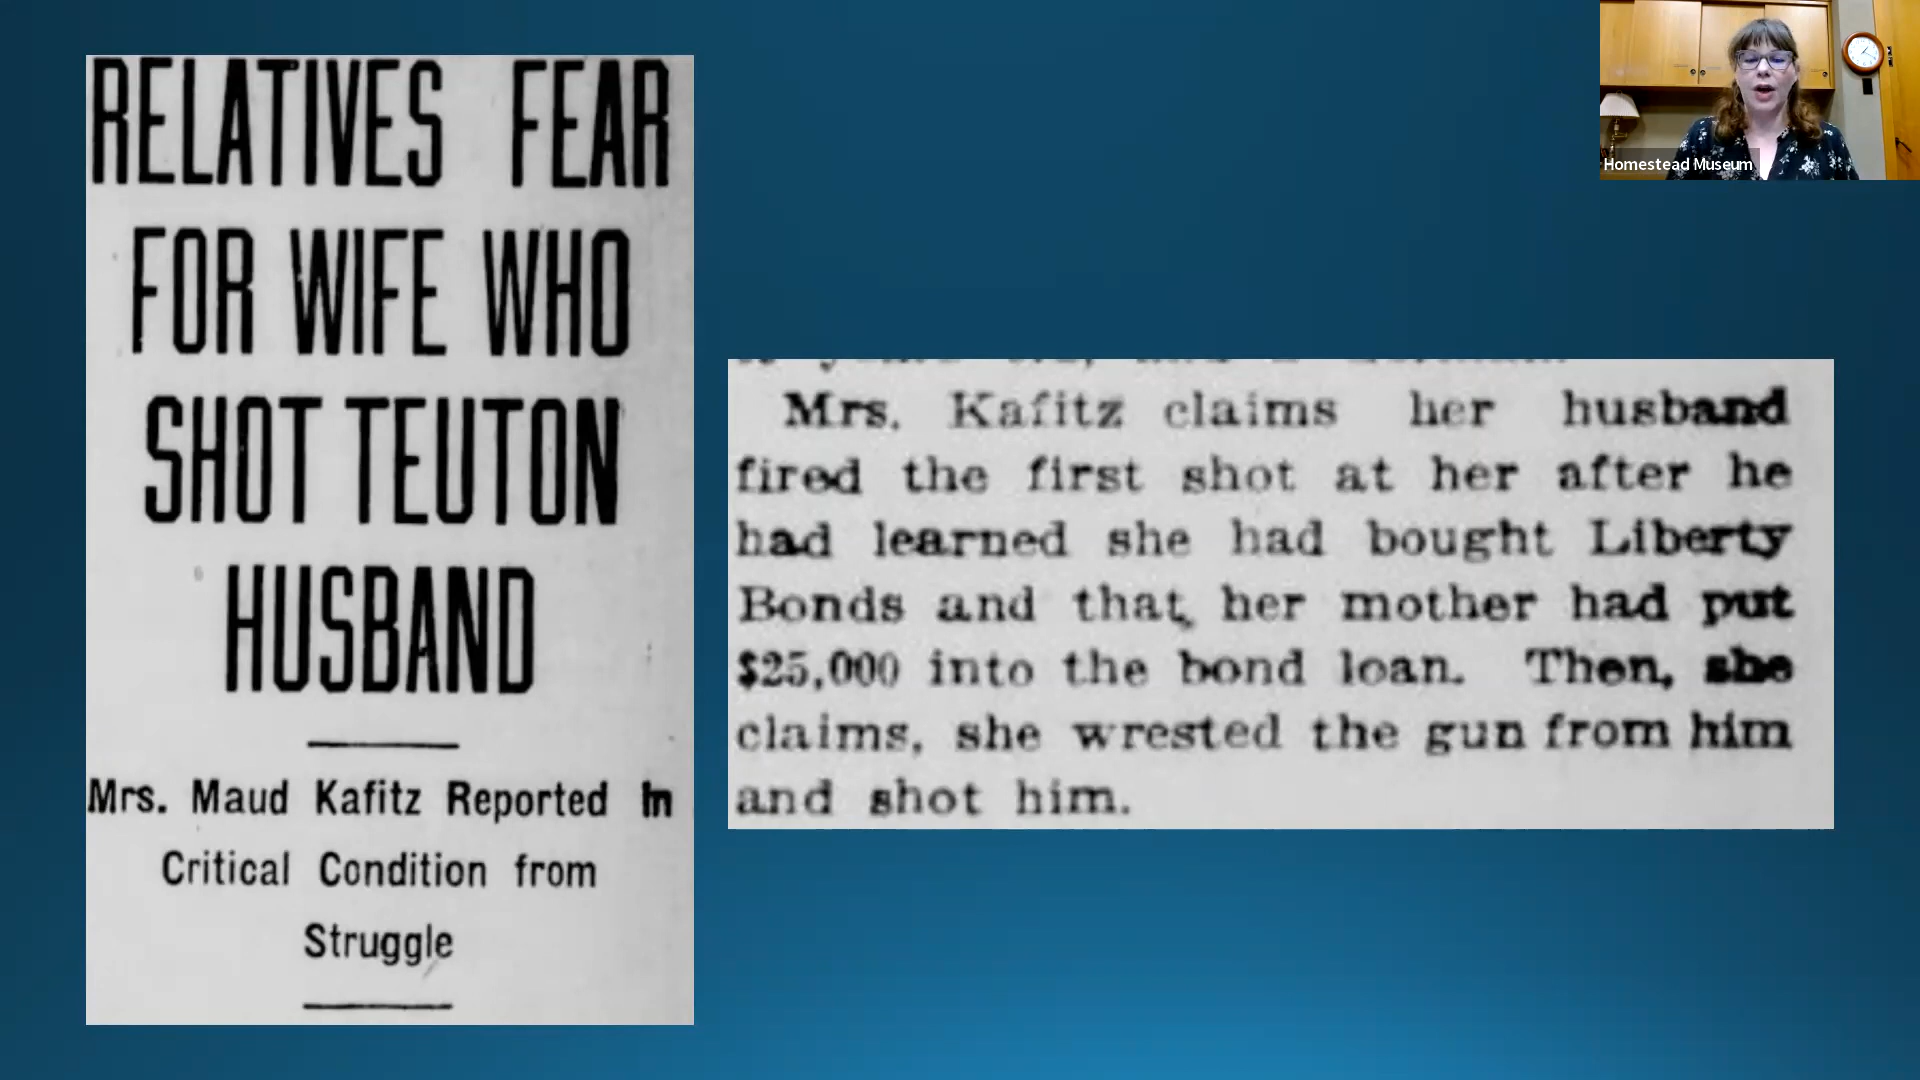 RELATIVES FEAR
FOR WIFE WHO
SHOT TEUTON
HUSBAND
Mrs. Maud Kafitz Reported in
Critical Condition from
Struggle
Mrs. Kafitz claims her husband
fired the first shot at her after he
had learned she had bought Liberty
Bonds and that her mother had put
$25,000 into the bond loan. Then, she
claims, she wrested the gun from him
and shot him.
Homestead Museum